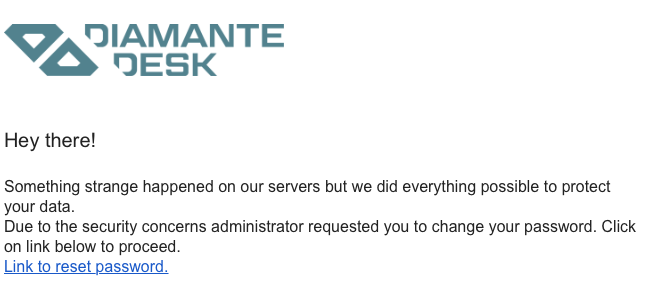 DIAMANTE
DESK
Hey there!
Something strange happened on our servers but we did everything possible to protect
your data.
Due to the security concerns administrator requested you to change your password. Click
on link below to proceed.
Link to reset password.